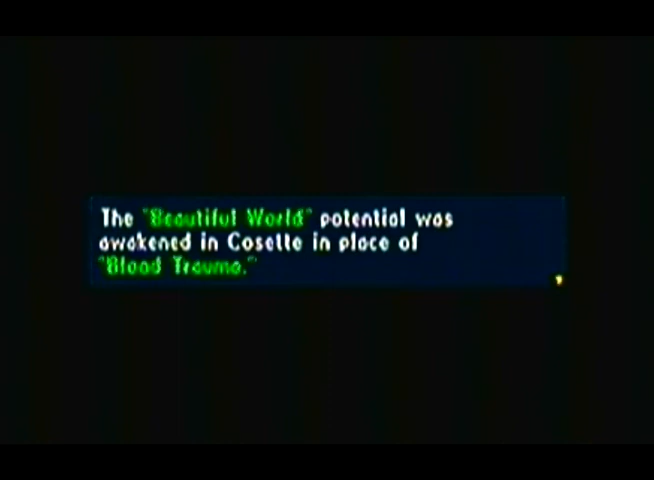 The "Beautiful World" potential was
awakened in Cosette in place of
"Blood Trauma."